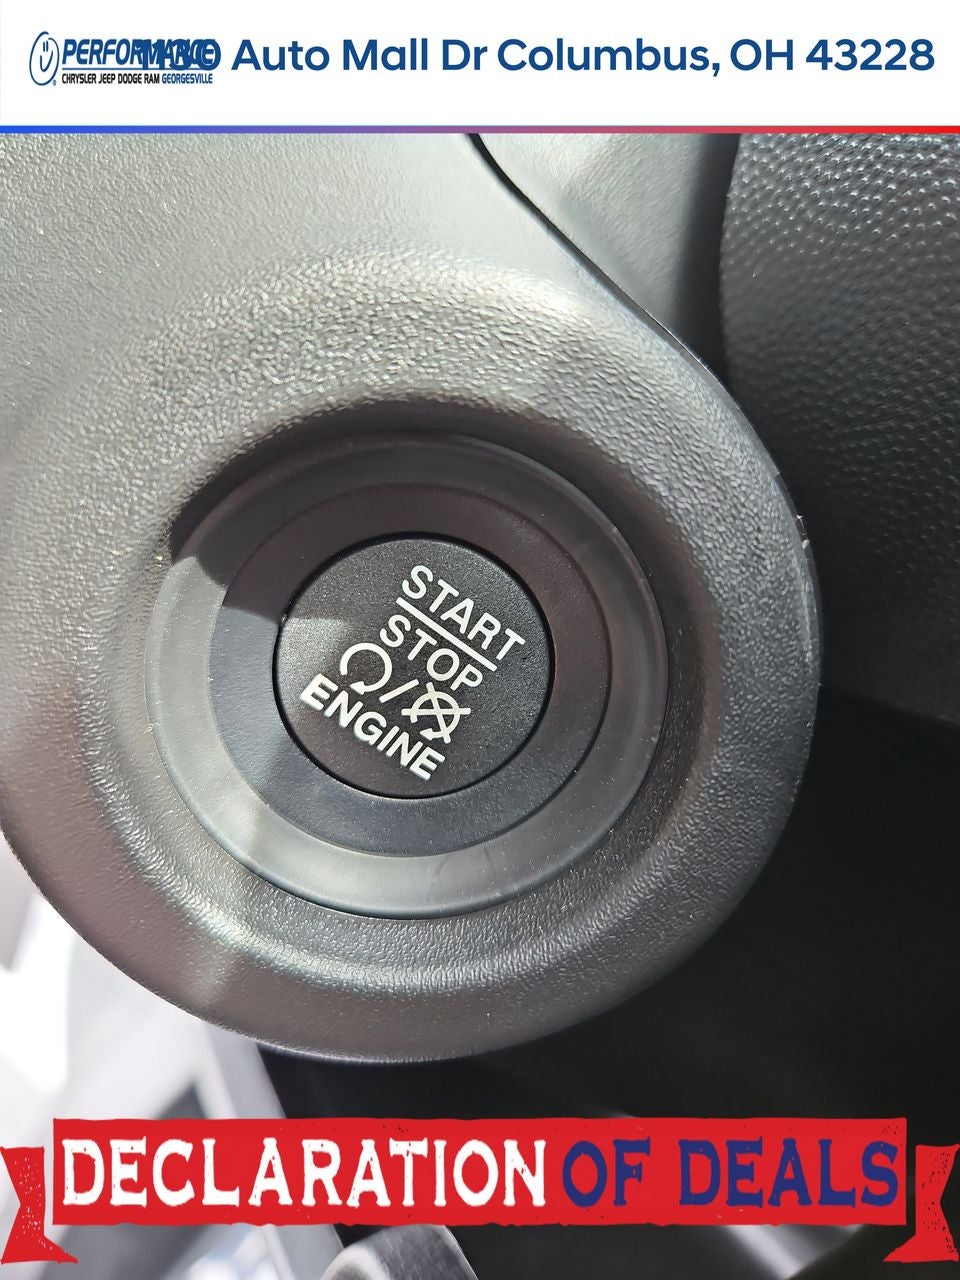 PERFORMANCE
CHRYSLER JEEP DODGE RAM GEORGESVILLE
Auto Mall Dr Columbus, OH 43228
START
STOP
ENGINE
DECLARATION OF DEALS